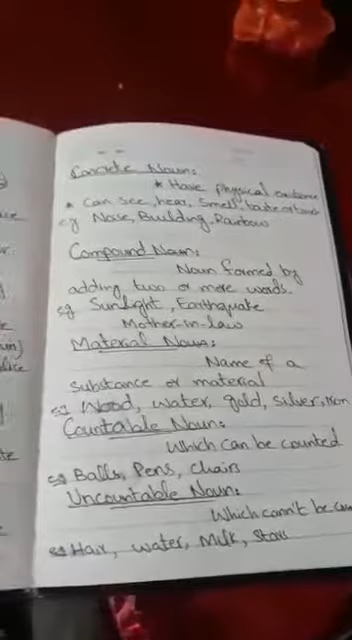 Concrete Noun:
* Have physical existence
* Can see, hear, Smell, taste or touch
eg Nose, Building, Rainbow
Compound Noun:
Noun formed by
adding two or more words.
eg Sunlight, Earthquake
Mother-in-law
Material Noun:
Name of a
Substance or material
eg Wood, Water, gold, silver, iron
Countable Noun:
Which can be counted
eg Balls, Pens, Chairs
Uncountable Noun:
Which cann't be
eg Hair, Water, Milk, Stars